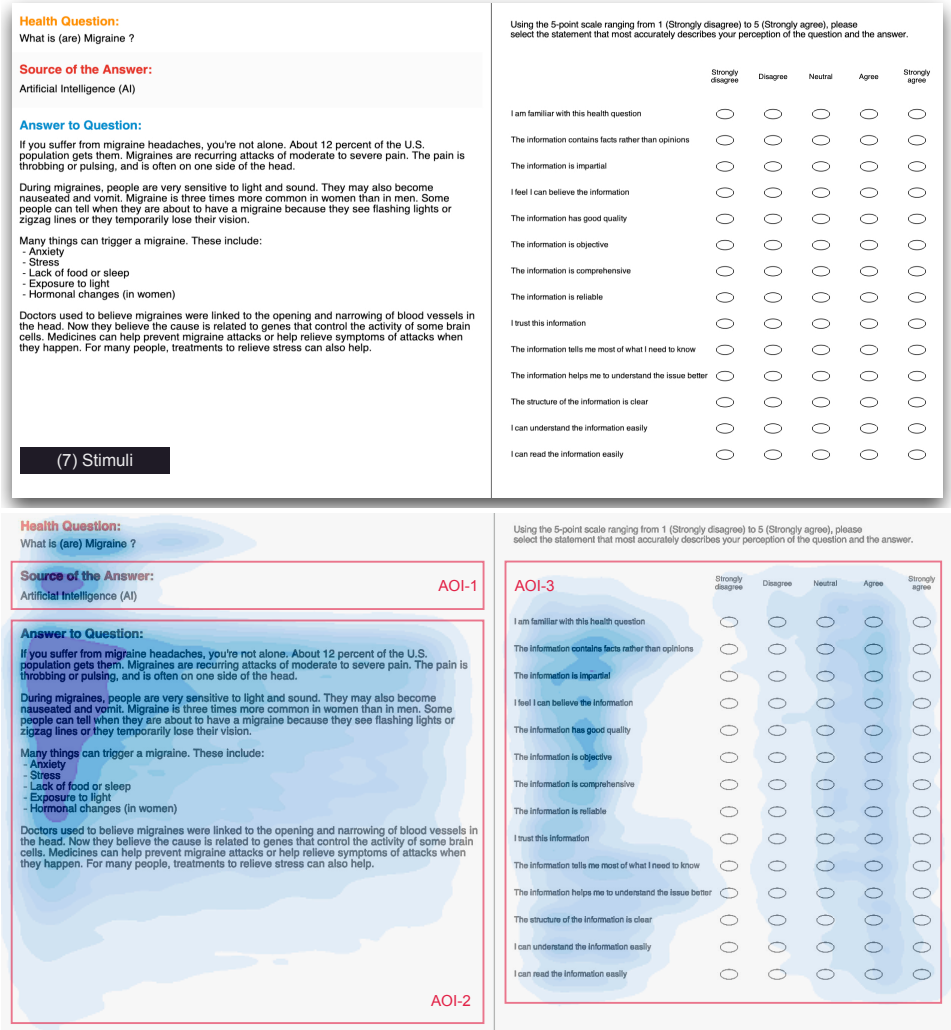 Health Question:
What is (are) Migraine ?
Source of the Answer:
Artificial Intelligence (AI)
Answer to Question:
If you suffer from migraine headaches, you're not alone. About 12 percent of the U.S.
population gets them. Migraines are recurring attacks of moderate to severe pain. The pain is
throbbing or pulsing, and is often on one side of the head.
During migraines, people are very sensitive to light and sound. They may also become
nauseated and vomit. Migraine is three times more common in women than in men. Some
people can tell when they are about to have a migraine because they see flashing lights or
zigzag lines or they temporarily lose their vision.
Many things can trigger a migraine. These include:
- Anxiety
- Stress
- Lack of food or sleep
- Exposure to light
- Hormonal changes (in women)
Doctors used to believe migraines were linked to the opening and narrowing of blood vessels in
the head. Now they believe the cause is related to genes that control the activity of some brain
cells. Medicines can help prevent migraine attacks or help relieve symptoms of attacks when
they happen. For many people, treatments to relieve stress can also help.
(7) Stimuli
Using the 5-point scale ranging from 1 (Strongly disagree) to 5 (Strongly agree), please
select the statement that most accurately describes your perception of the question and the answer.
Strongly disagree Disagree Neutral Agree Strongly agree
I am familiar with this health question
The information contains facts rather than opinions
The information is impartial
I feel I can believe the information
The information has good quality
The information is objective
The information is comprehensive
The information is reliable
I trust this information
The information tells me most of what I need to know
The information helps me to understand the issue better
The structure of the information is clear
I can understand the information easily
I can read the information easily
Health Question:
What is (are) Migraine ?
Source of the Answer:
Artificial Intelligence (AI)
AOI-1
Answer to Question:
If you suffer from migraine headaches, you're not alone. About 12 percent of the U.S.
population gets them. Migraines are recurring attacks of moderate to severe pain. The pain is
throbbing or pulsing, and is often on one side of the head.
During migraines, people are very sensitive to light and sound. They may also become
nauseated and vomit. Migraine is three times more common in women than in men. Some
people can tell when they are about to have a migraine because they see flashing lights or
zigzag lines or they temporarily lose their vision.
Many things can trigger a migraine. These include:
- Anxiety
- Stress
- Lack of food or sleep
- Exposure to light
- Hormonal changes (in women)
Doctors used to believe migraines were linked to the opening and narrowing of blood vessels in
the head. Now they believe the cause is related to genes that control the activity of some brain
cells. Medicines can help prevent migraine attacks or help relieve symptoms of attacks when
they happen. For many people, treatments to relieve stress can also help.
AOI-2
Using the 5-point scale ranging from 1 (Strongly disagree) to 5 (Strongly agree), please
select the statement that most accurately describes your perception of the question and the answer.
AOI-3
Strongly disagree Disagree Neutral Agree Strongly agree
I am familiar with this health question
The information contains facts rather than opinions
The information is impartial
I feel I can believe the information
The information has good quality
The information is objective
The information is comprehensive
The information is reliable
I trust this information
The information tells me most of what I need to know
The information helps me to understand the issue better
The structure of the information is clear
I can understand the information easily
I can read the information easily